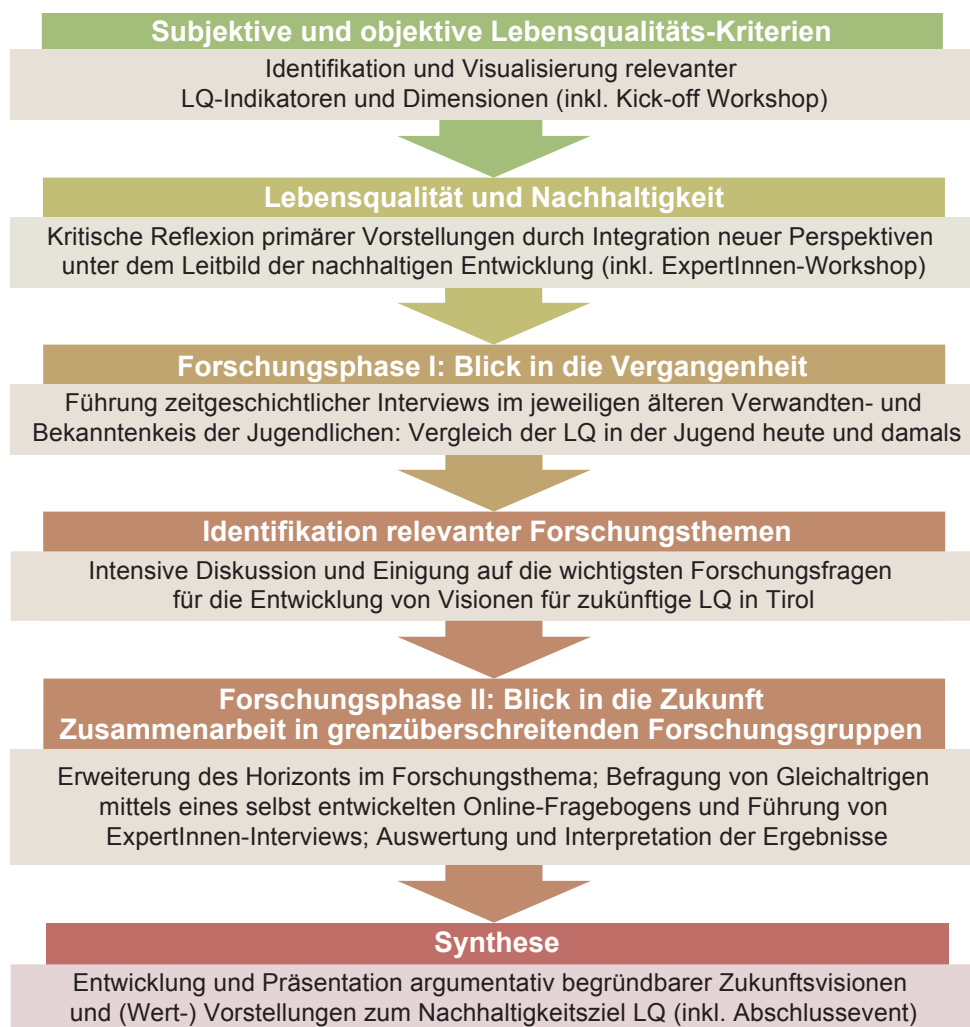 Subjektive und objektive Lebensqualitäts-Kriterien
Identifikation und Visualisierung relevanter
LQ-Indikatoren und Dimensionen (inkl. Kick-off Workshop)
Lebensqualität und Nachhaltigkeit
Kritische Reflexion primärer Vorstellungen durch Integration neuer Perspektiven
unter dem Leitbild der nachhaltigen Entwicklung (inkl. ExpertInnen-Workshop)
Forschungsphase I: Blick in die Vergangenheit
Führung zeitgeschichtlicher Interviews im jeweiligen älteren Verwandten- und
Bekanntenkeis der Jugendlichen: Vergleich der LQ in der Jugend heute und damals
Identifikation relevanter Forschungsthemen
Intensive Diskussion und Einigung auf die wichtigsten Forschungsfragen
für die Entwicklung von Visionen für zukünftige LQ in Tirol
Forschungsphase II: Blick in die Zukunft
Zusammenarbeit in grenzüberschreitenden Forschungsgruppen
Erweiterung des Horizonts im Forschungsthema; Befragung von Gleichaltrigen
mittels eines selbst entwickelten Online-Fragebogens und Führung von
ExpertInnen-Interviews; Auswertung und Interpretation der Ergebnisse
Synthese
Entwicklung und Präsentation argumentativ begründbarer Zukunftsvisionen
und (Wert-) Vorstellungen zum Nachhaltigkeitsziel LQ (inkl. Abschlussevent)